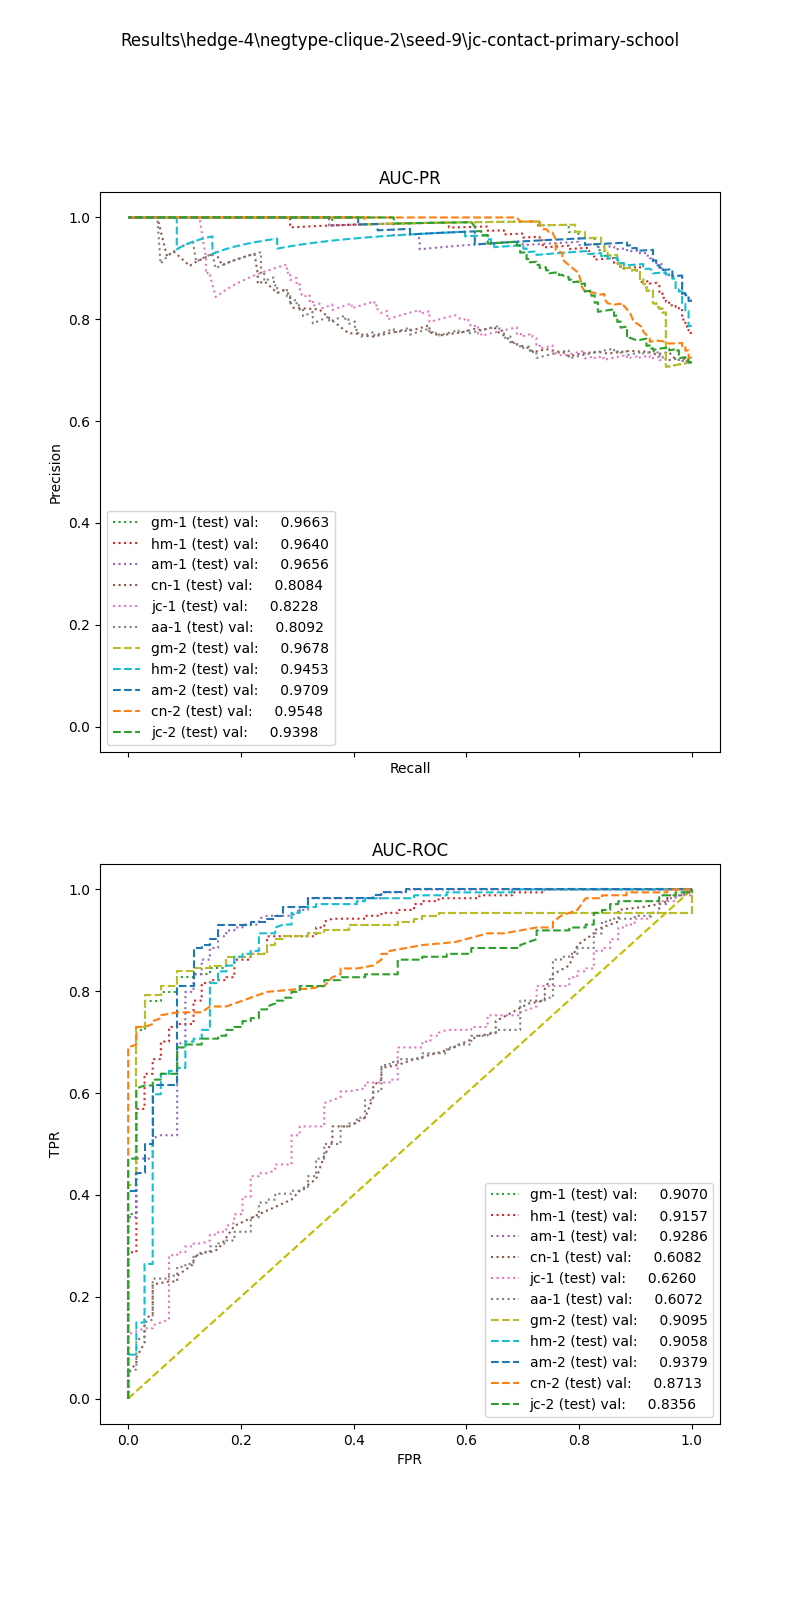 Results\hedge-4\negtype-clique-2\seed-9\jc-contact-primary-school
AUC-PR
1.0
0.8
0.6
0.4
0.2
0.0
Precision
gm-1 (test) val: 0.9663
hm-1 (test) val: 0.9640
am-1 (test) val: 0.9656
cn-1 (test) val: 0.8084
jc-1 (test) val: 0.8228
aa-1 (test) val: 0.8092
gm-2 (test) val: 0.9678
hm-2 (test) val: 0.9453
am-2 (test) val: 0.9709
cn-2 (test) val: 0.9548
jc-2 (test) val: 0.9398
Recall
AUC-ROC
1.0
0.8
0.6
0.4
0.2
0.0
TPR
gm-1 (test) val: 0.9070
hm-1 (test) val: 0.9157
am-1 (test) val: 0.9286
cn-1 (test) val: 0.6082
jc-1 (test) val: 0.6260
aa-1 (test) val: 0.6072
gm-2 (test) val: 0.9095
hm-2 (test) val: 0.9058
am-2 (test) val: 0.9379
cn-2 (test) val: 0.8713
jc-2 (test) val: 0.8356
0.0 0.2 0.4 0.6 0.8 1.0
FPR